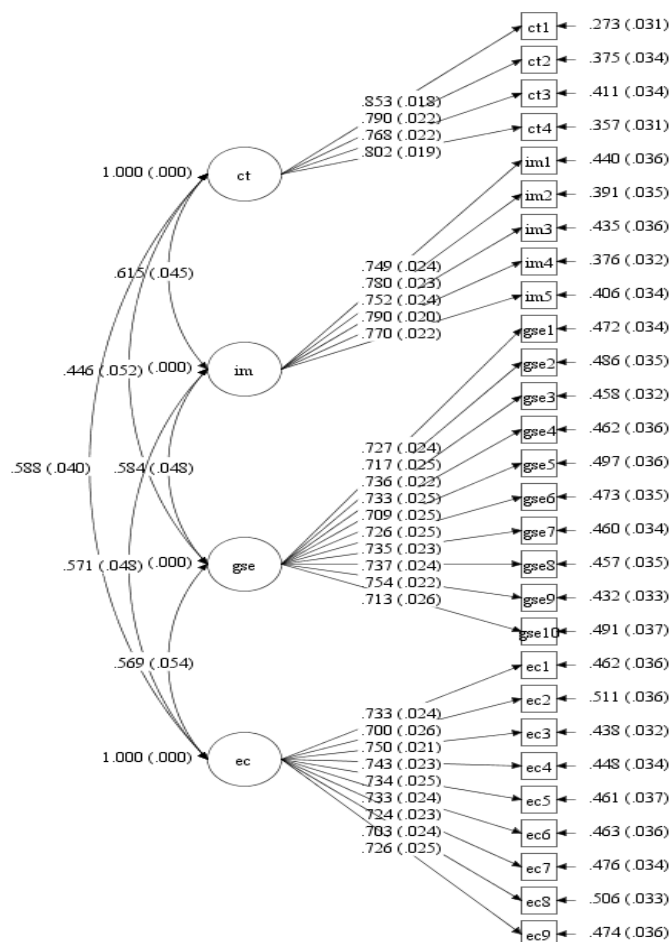 ct1 .273 (.031)
ct2 .375 (.034)
ct3 .411 (.034)
ct4 .357 (.031)
.853 (.018)
.790 (.022)
.768 (.022)
.802 (.019)
1.000 (.000) ct
im1 .440 (.036)
im2 .391 (.035)
im3 .435 (.036)
im4 .376 (.032)
im5 .406 (.034)
.749 (.024)
.780 (.023)
.752 (.024)
.790 (.020)
.770 (.022)
.615 (.045)
.446 (.052) (.000) im
gse1 .472 (.034)
gse2 .486 (.035)
gse3 .458 (.032)
gse4 .462 (.036)
gse5 .497 (.036)
gse6 .473 (.035)
gse7 .460 (.034)
gse8 .457 (.035)
gse9 .432 (.033)
gse10 .491 (.037)
.727 (.024)
.717 (.025)
.736 (.022)
.733 (.025)
.709 (.025)
.726 (.025)
.735 (.023)
.737 (.024)
.754 (.022)
.713 (.026)
.588 (.040) .584 (.048)
.571 (.048) (.000) gse
ec1 .462 (.036)
ec2 .511 (.036)
ec3 .438 (.032)
ec4 .448 (.034)
ec5 .461 (.037)
ec6 .463 (.036)
ec7 .476 (.034)
ec8 .506 (.033)
ec9 .474 (.036)
.733 (.024)
.700 (.026)
.750 (.021)
.743 (.023)
.734 (.025)
.733 (.024)
.724 (.023)
.703 (.024)
.726 (.025)
.569 (.054)
1.000 (.000) ec